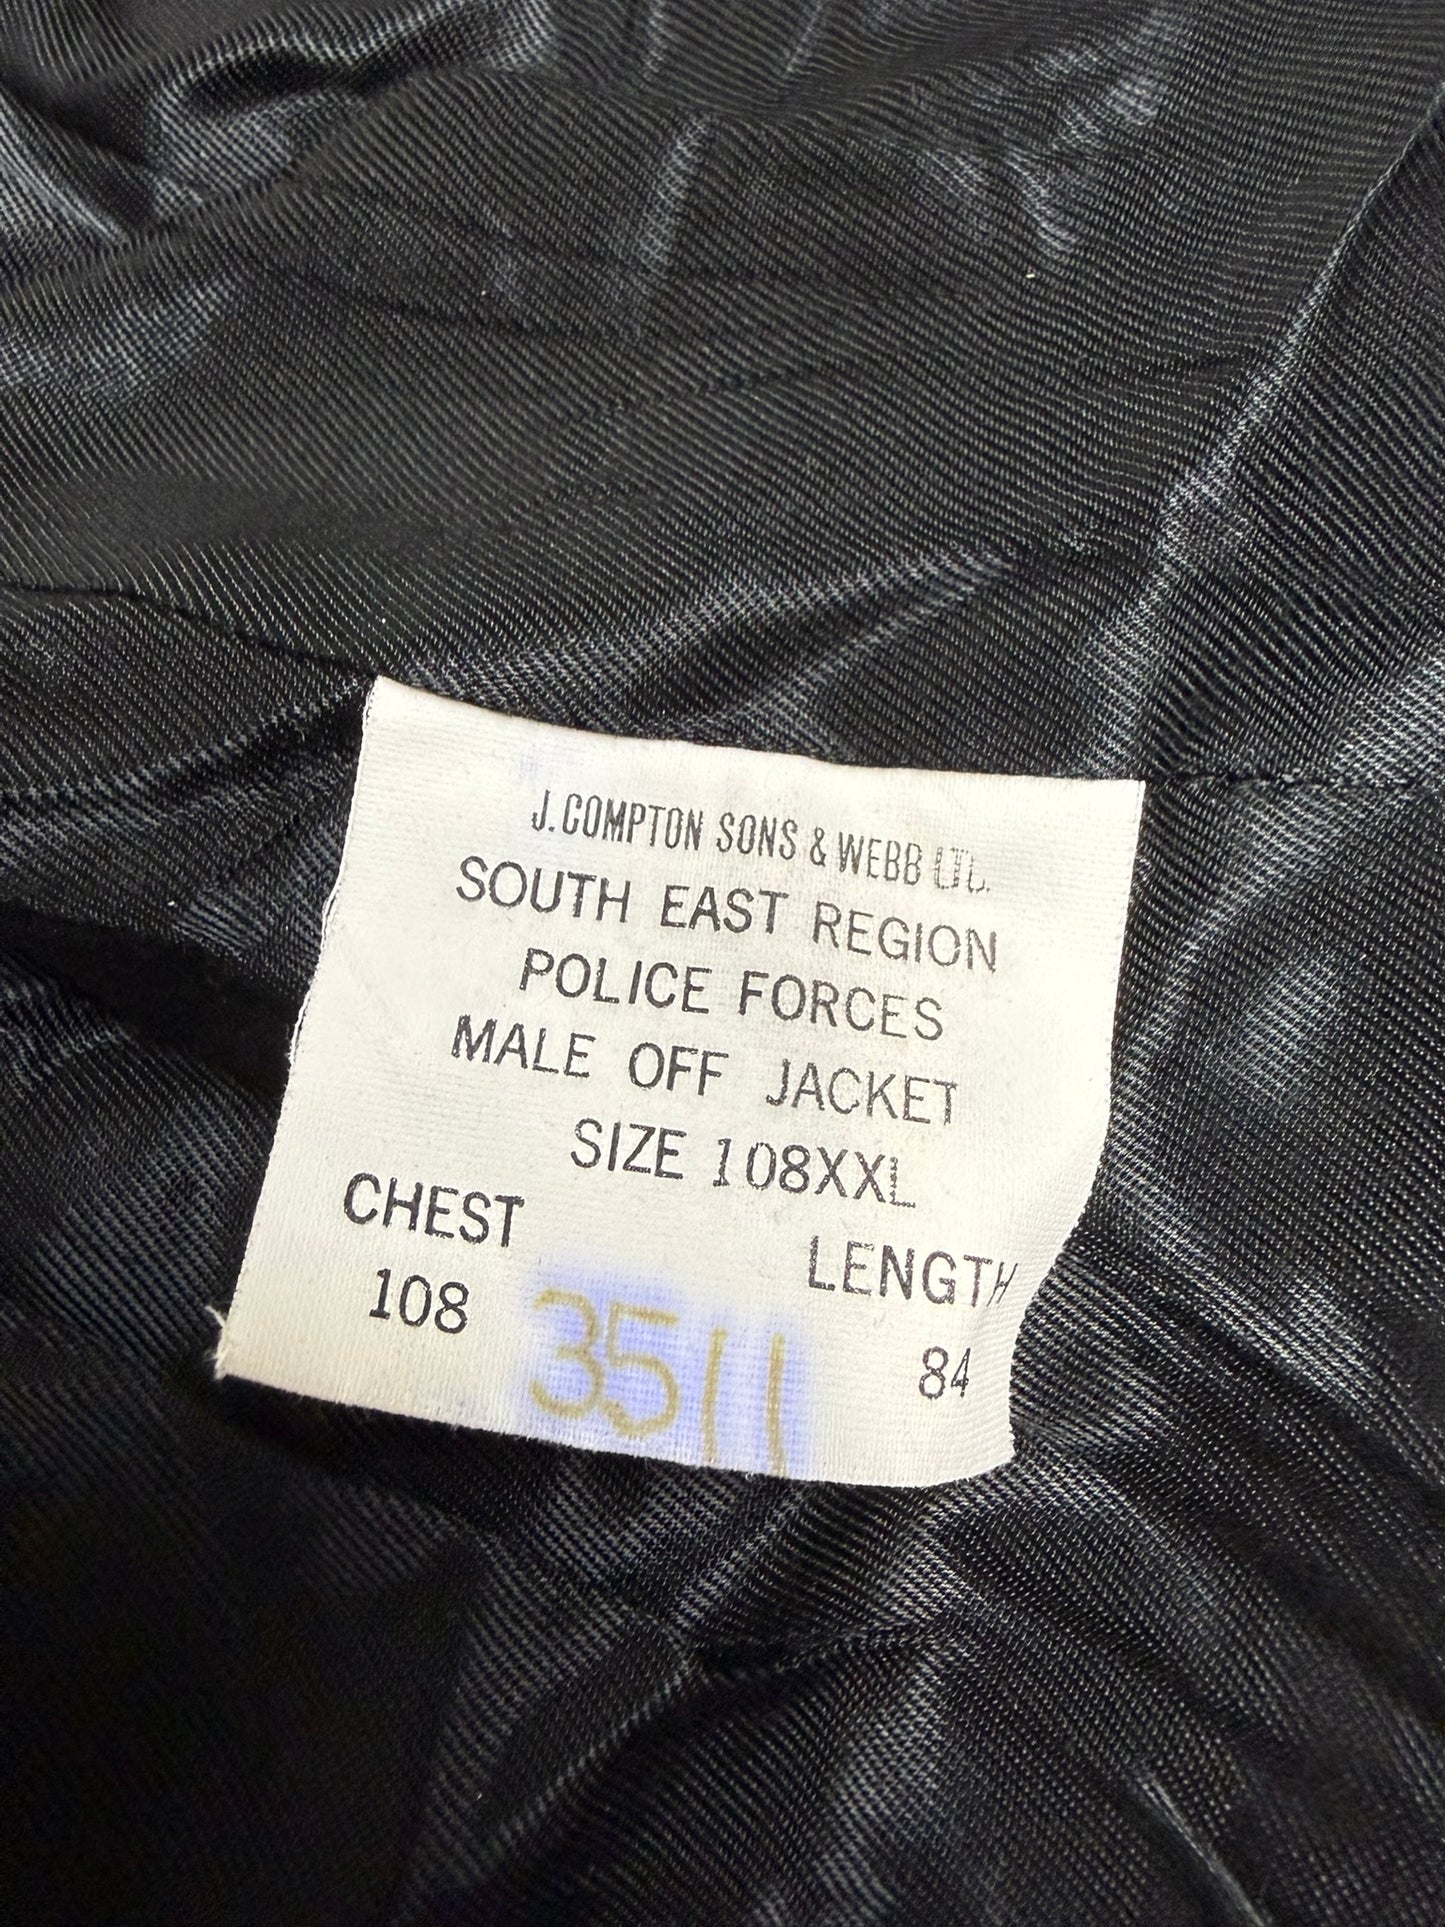 J. COMPTON SONS & WEBB LTD.
SOUTH EAST REGION
POLICE FORCES
MALE OFF JACKET
SIZE 108XXL
CHEST LENGTH
108 3511 84